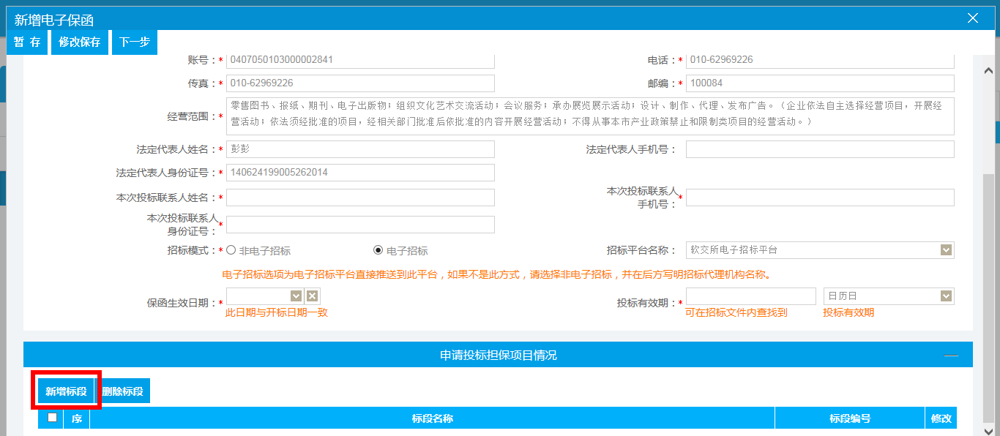 新增电子保函
暂 存 修改保存 下一步
账号：* 0407050103000002841 电话：* 010-62969226
传真：* 010-62969226 邮编：* 100084
经营范围：* 零售图书、报纸、期刊、电子出版物；组织文化艺术交流活动；会议服务；承办展览展示活动；设计、制作、代理、发布广告。（企业依法自主选择经营项目，开展经
营活动；依法须经批准的项目，经相关部门批准后依批准的内容开展经营活动；不得从事本市产业政策禁止和限制类项目的经营活动。）
法定代表人姓名：* 彭彭 法定代表人手机号：
法定代表人身份证号：* 140624199005262014
本次投标联系人姓名：* 本次投标联系人
手机号：*
本次投标联系人
身份证号：*
招标模式：* 非电子招标 电子招标 招标平台名称： 软交所电子招标平台
电子招标选项为电子招标平台直接推送到此平台，如果不是此方式，请选择非电子招标，并在后方写明招标代理机构名称。
保函生效日期：* 投标有效期：* 日历日
此日期与开标日期一致 可在招标文件内查找到 投标有效期
申请投标担保项目情况
新增标段 删除标段
序 标段名称 标段编号 修改